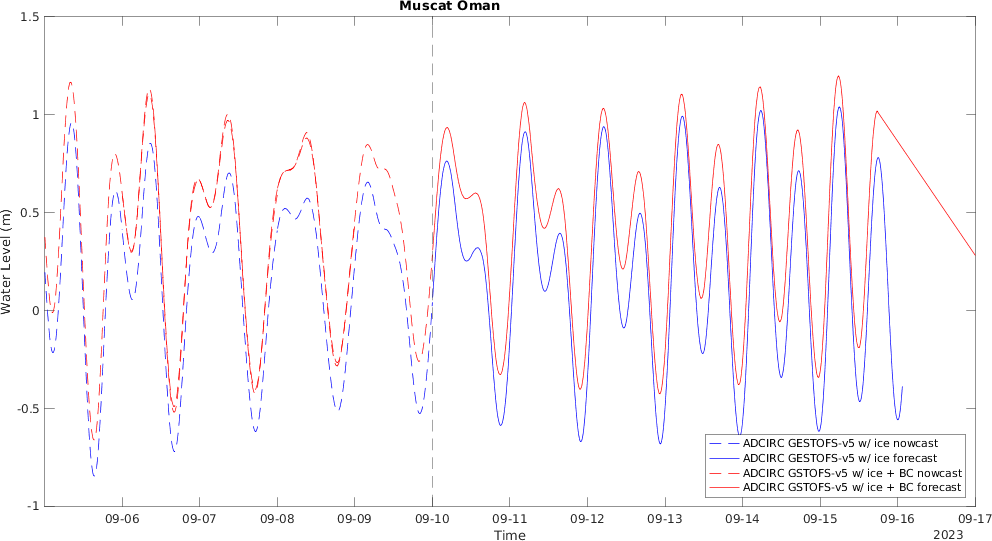 Muscat Oman
1.5
1
0.5
0
-0.5
-1
Water Level (m)
09-06 09-07 09-08 09-09 09-10 09-11 09-12 09-13 09-14 09-15 09-16 09-17
Time
2023
ADCIRC GESTOFS-v5 w/ ice nowcast
ADCIRC GESTOFS-v5 w/ ice forecast
ADCIRC GSTOFS-v5 w/ ice + BC nowcast
ADCIRC GSTOFS-v5 w/ ice + BC forecast